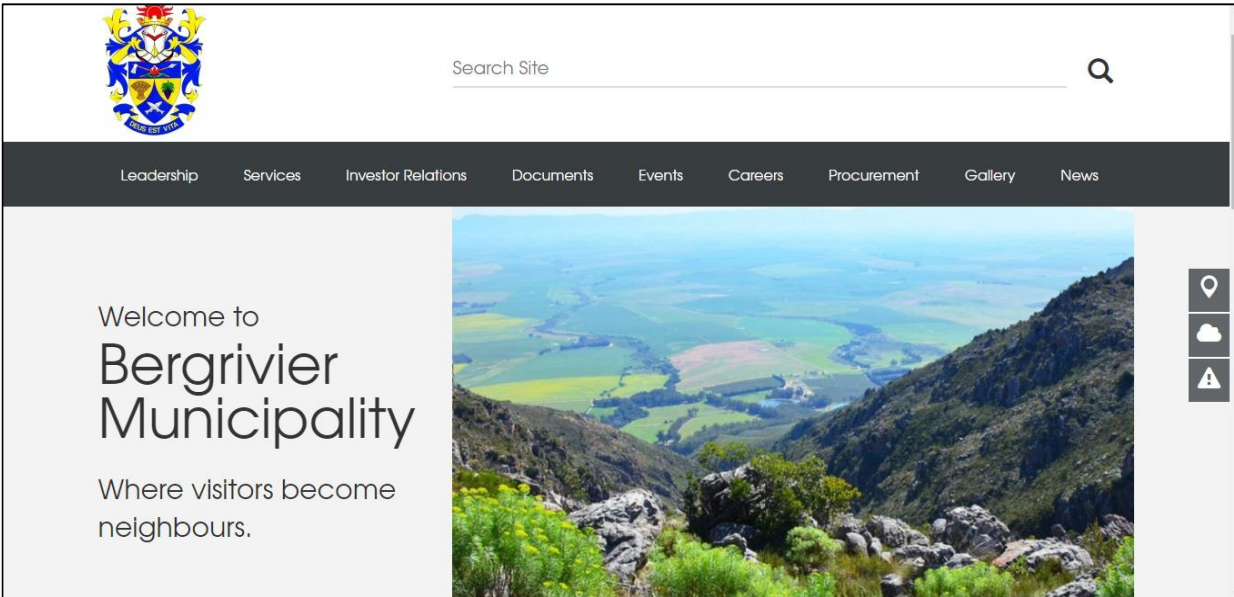 DEUS EST VITA
Search Site
Leadership Services Investor Relations Documents Events Careers Procurement Gallery News
Welcome to
Bergrivier
Municipality
Where visitors become
neighbours.